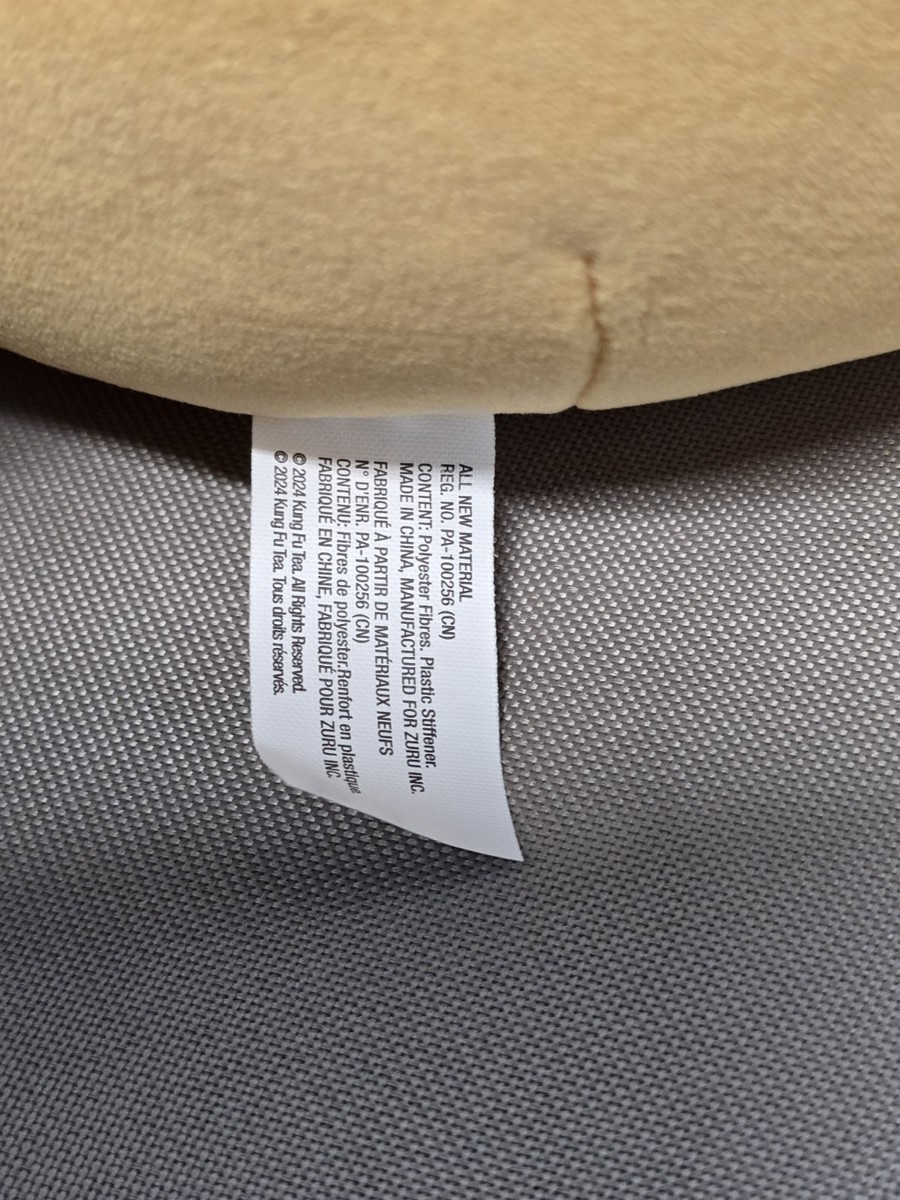 ALL NEW MATERIAL
REG. NO. PA-100256 (CN)
CONTENT: Polyester Fibres. Plastic Stiffener.
MADE IN CHINA, MANUFACTURED FOR ZURU INC.
FABRIQUÉ À PARTIR DE MATÉRIAUX NEUFS
N° D'ENR. PA-100256 (CN)
CONTENU: Fibres de polyester.Renfort en plastique
FABRIQUÉ EN CHINE, FABRIQUÉ POUR ZURU INC.
© 2024 Kung Fu Tea. All Rights Reserved.
© 2024 Kung Fu Tea. Tous droits réservés.